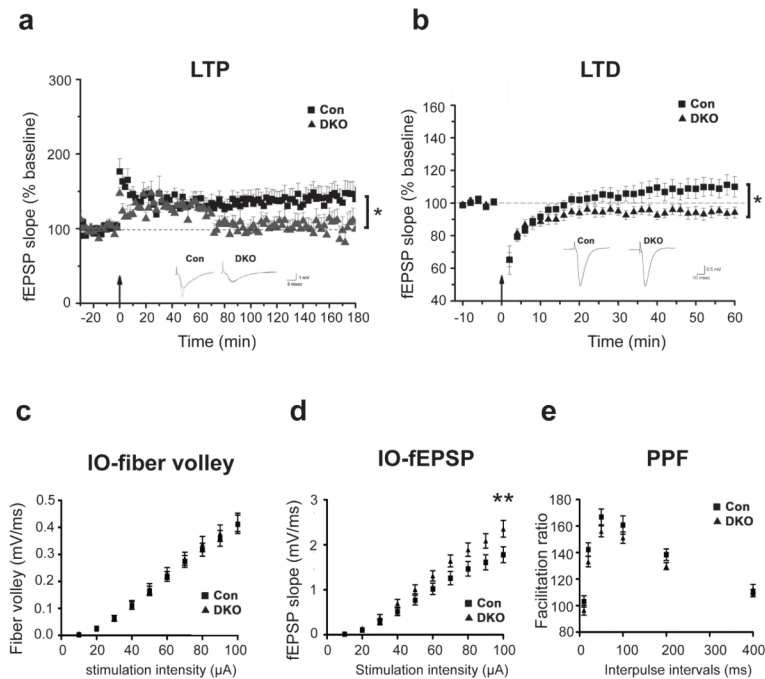 a
LTP
300
250
200
150
100
50
0
fEPSP slope (% baseline)
Con
DKO
*
Con DKO
1 mV
5 msec
-20 0 20 40 60 80 100 120 140 160 180
Time (min)
b
LTD
160
140
120
100
80
60
40
fEPSP slope (% baseline)
Con
DKO
*
Con DKO
0.5 mV
10 msec
-10 0 10 20 30 40 50 60
Time (min)
c
IO-fiber volley
0.5
0.4
0.3
0.2
0.1
0.0
Fiber volley (mV/ms)
Con
DKO
0 20 40 60 80 100
stimulation intensity (µA)
d
IO-fEPSP
3
2
1
0
fEPSP slope (mV/ms)
**
Con
DKO
0 20 40 60 80 100
Stimulation intensity (µA)
e
PPF
180
160
140
120
100
80
Facilitation ratio
Con
DKO
0 100 200 300 400
Interpulse intervals (ms)